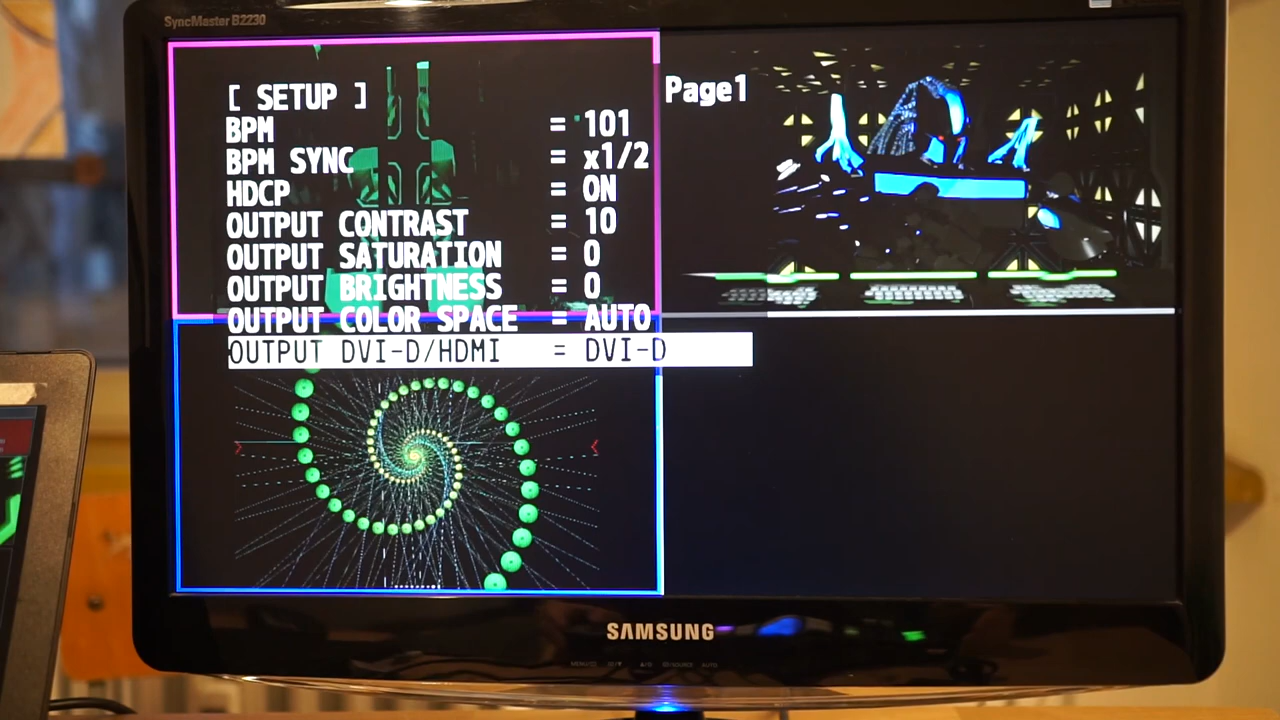 SyncMaster B2230
[ SETUP ]
Page1
BPM = 101
BPM SYNC = x1/2
HDCP = ON
OUTPUT CONTRAST = 10
OUTPUT SATURATION = 0
OUTPUT BRIGHTNESS = 0
OUTPUT COLOR SPACE = AUTO
OUTPUT DVI-D/HDMI = DVI-D
SAMSUNG